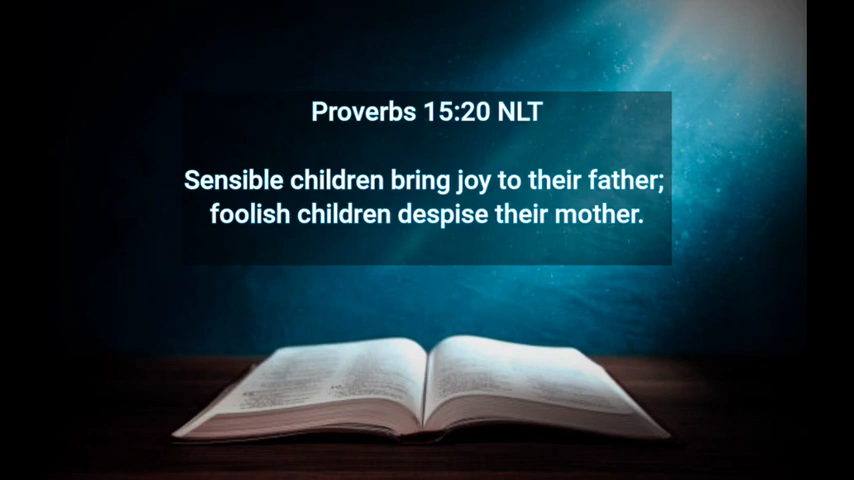 Proverbs 15:20 NLT
Sensible children bring joy to their father;
foolish children despise their mother.